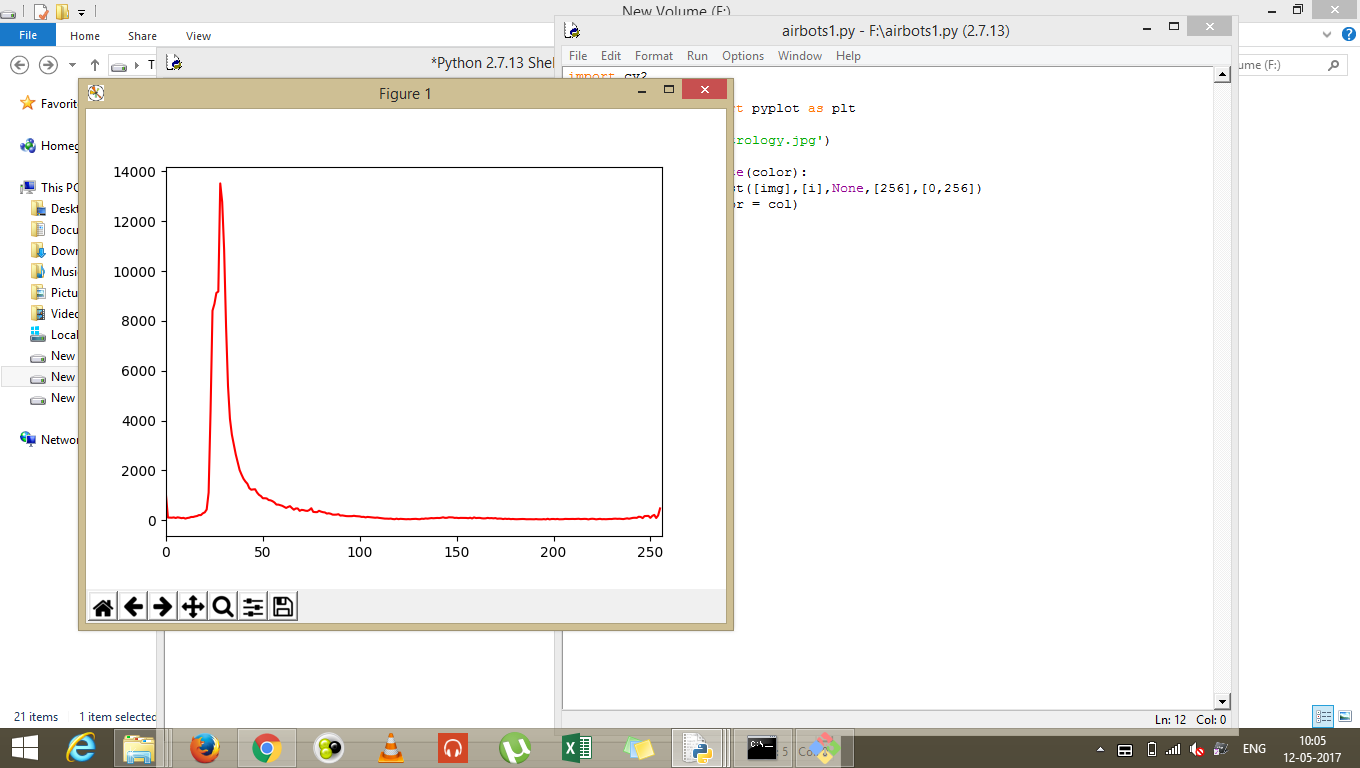 New Volume (F:)
File Home Share View
T
ume (F:)
Favorit
Homeg
This PC
Deskt
Docu
Down
Music
Pictu
Video
Local
New
New
New
Networ
21 items 1 item selected
*Python 2.7.13 Shel
airbots1.py - F:\airbots1.py (2.7.13)
File Edit Format Run Options Window Help
import cv2
t pyplot as plt
rology.jpg')
e(color):
st([img],[i],None,[256],[0,256])
or = col)
Ln: 12 Col: 0
Figure 1
14000
12000
10000
8000
6000
4000
2000
0
0 50 100 150 200 250
ENG
10:05
12-05-2017